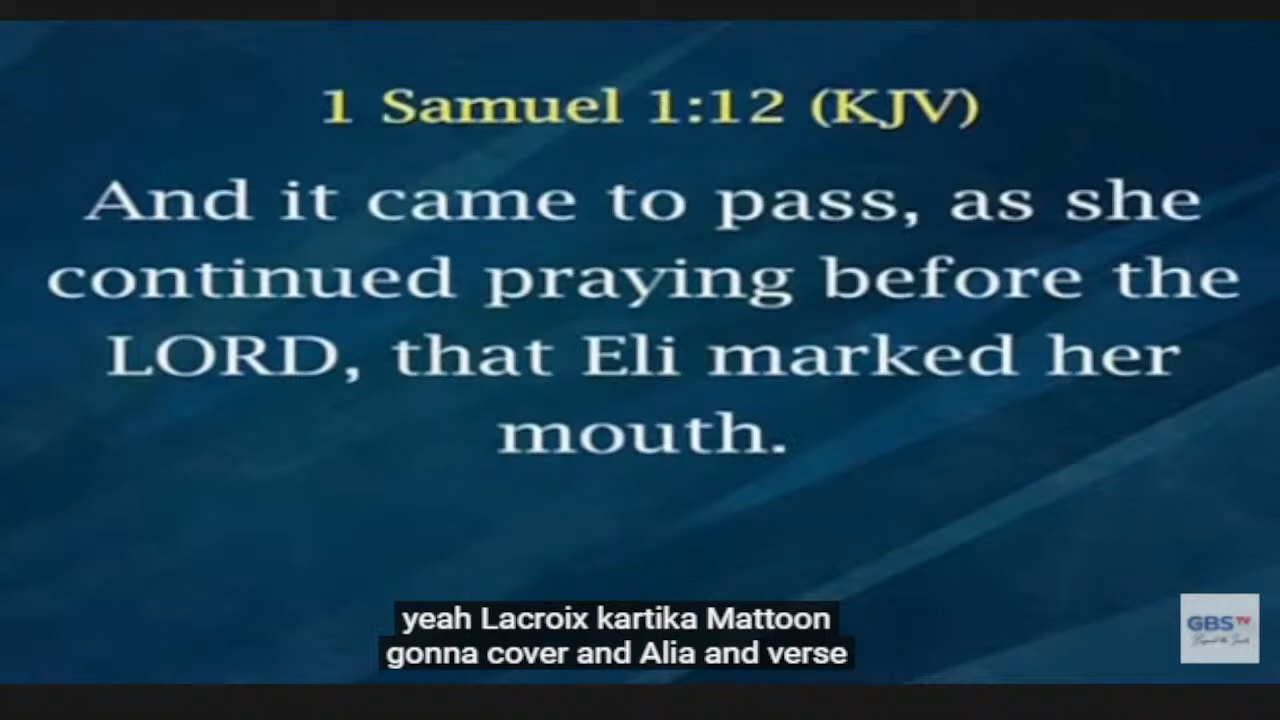 1 Samuel 1:12 (KJV)
And it came to pass, as she
continued praying before the
LORD, that Eli marked her
mouth.
yeah Lacroix kartika Mattoon
gonna cover and Alia and verse
GBS TV